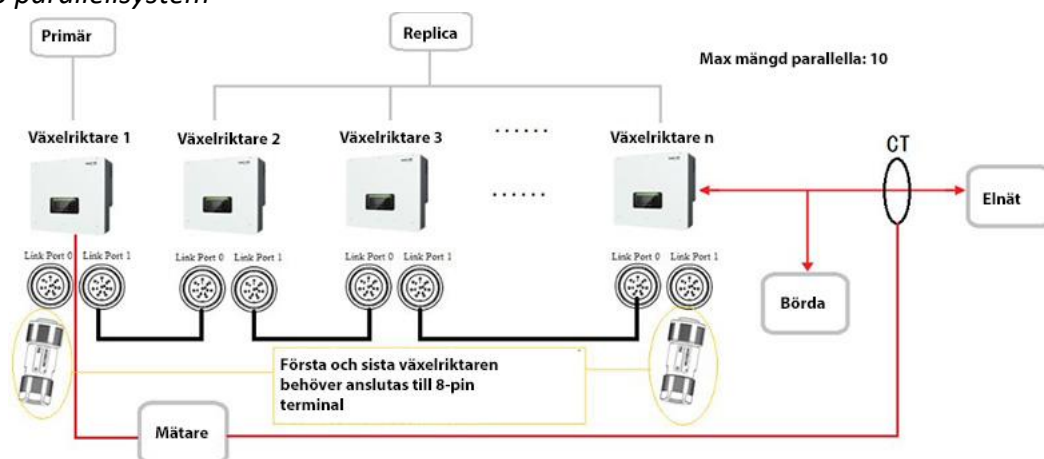 parallellsystem
Primär
Replica
Max mängd parallella: 10
Växelriktare 1
Växelriktare 2
Växelriktare 3
......
Växelriktare n
CT
......
Elnät
Link Port 0
Link Port 1
Link Port 0
Link Port 1
Link Port 0
Link Port 1
Link Port 0
Link Port 1
Börda
Första och sista växelriktaren
behöver anslutas till 8-pin
terminal
Mätare